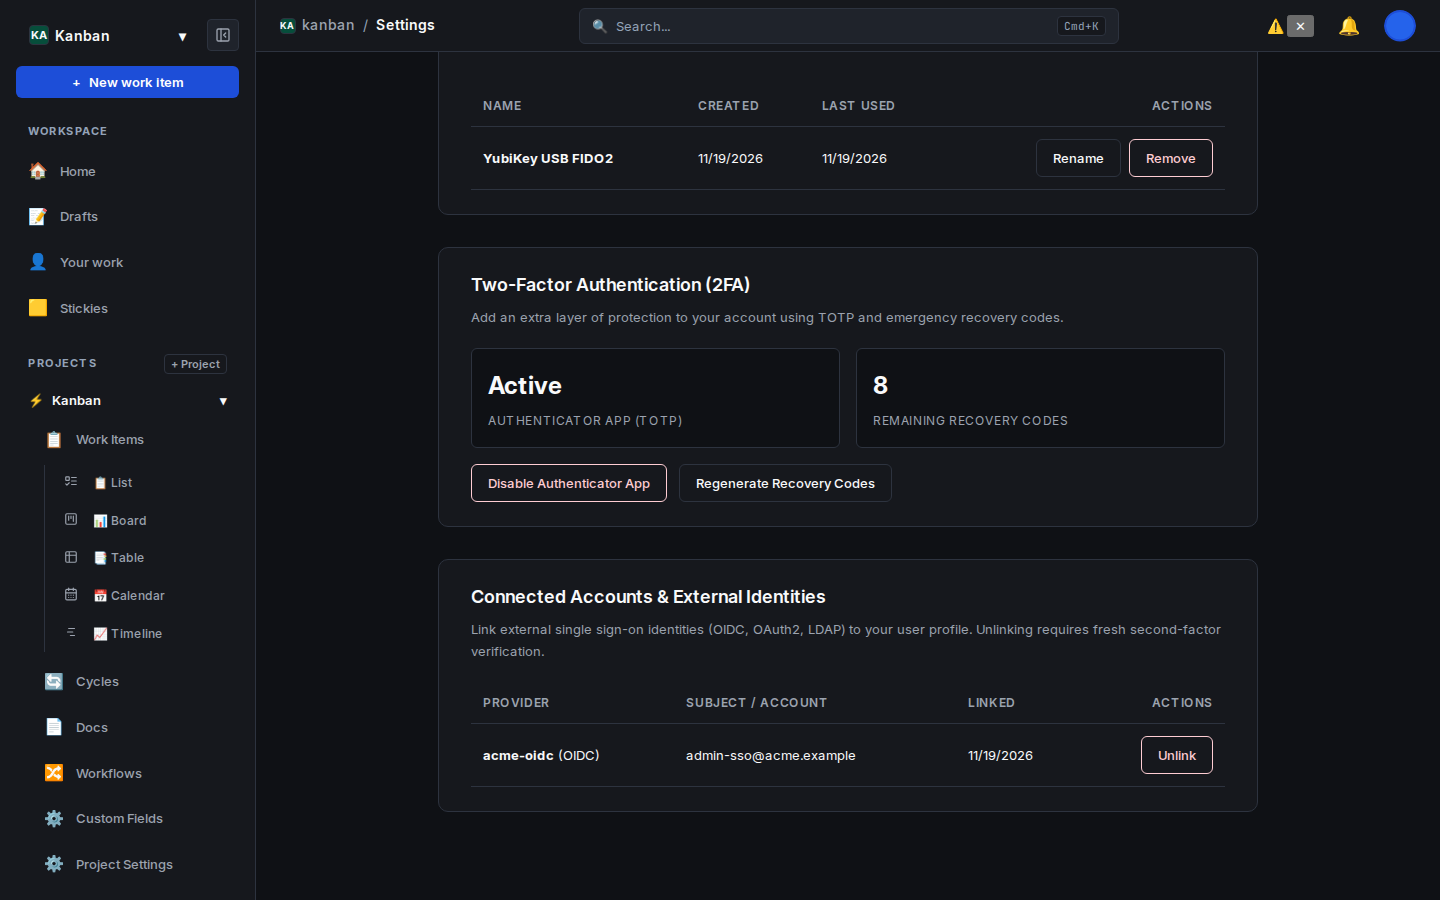 KA Kanban ▼
+ New work item
WORKSPACE
🏠 Home
📝 Drafts
👤 Your work
🟨 Stickies
PROJECTS + Project
⚡ Kanban ▼
📋 Work Items
📋 List
📊 Board
📑 Table
📅 Calendar
📈 Timeline
🔄 Cycles
📄 Docs
🔀 Workflows
⚙️ Custom Fields
⚙️ Project Settings
KA kanban / Settings
🔍 Search... Cmd+K
⚠️ ✕ 🔔
NAME CREATED LAST USED ACTIONS
YubiKey USB FIDO2 11/19/2026 11/19/2026 Rename Remove
Two-Factor Authentication (2FA)
Add an extra layer of protection to your account using TOTP and emergency recovery codes.
Active
AUTHENTICATOR APP (TOTP)
8
REMAINING RECOVERY CODES
Disable Authenticator App Regenerate Recovery Codes
Connected Accounts & External Identities
Link external single sign-on identities (OIDC, OAuth2, LDAP) to your user profile. Unlinking requires fresh second-factor
verification.
PROVIDER SUBJECT / ACCOUNT LINKED ACTIONS
acme-oidc (OIDC) admin-sso@acme.example 11/19/2026 Unlink